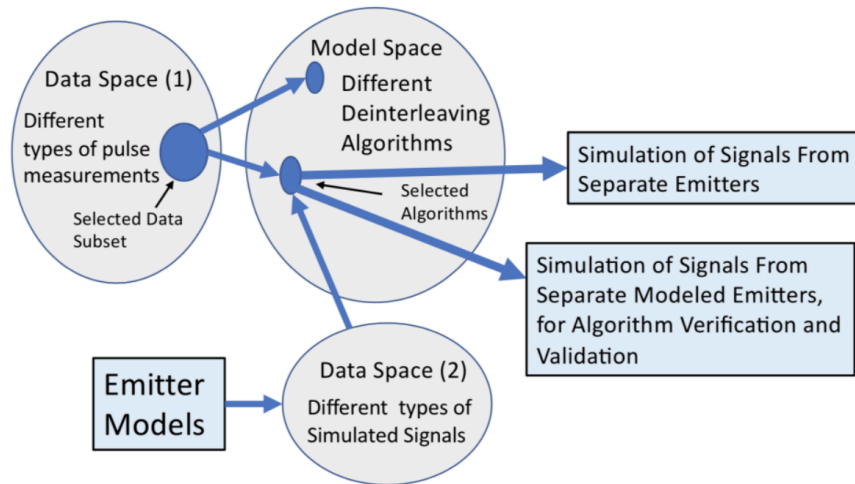 Data Space (1)
Different
types of pulse
measurements
Selected Data
Subset
Model Space
Different
Deinterleaving
Algorithms
Selected
Algorithms
Simulation of Signals From
Separate Emitters
Simulation of Signals From
Separate Modeled Emitters,
for Algorithm Verification and
Validation
Emitter
Models
Data Space (2)
Different types of
Simulated Signals